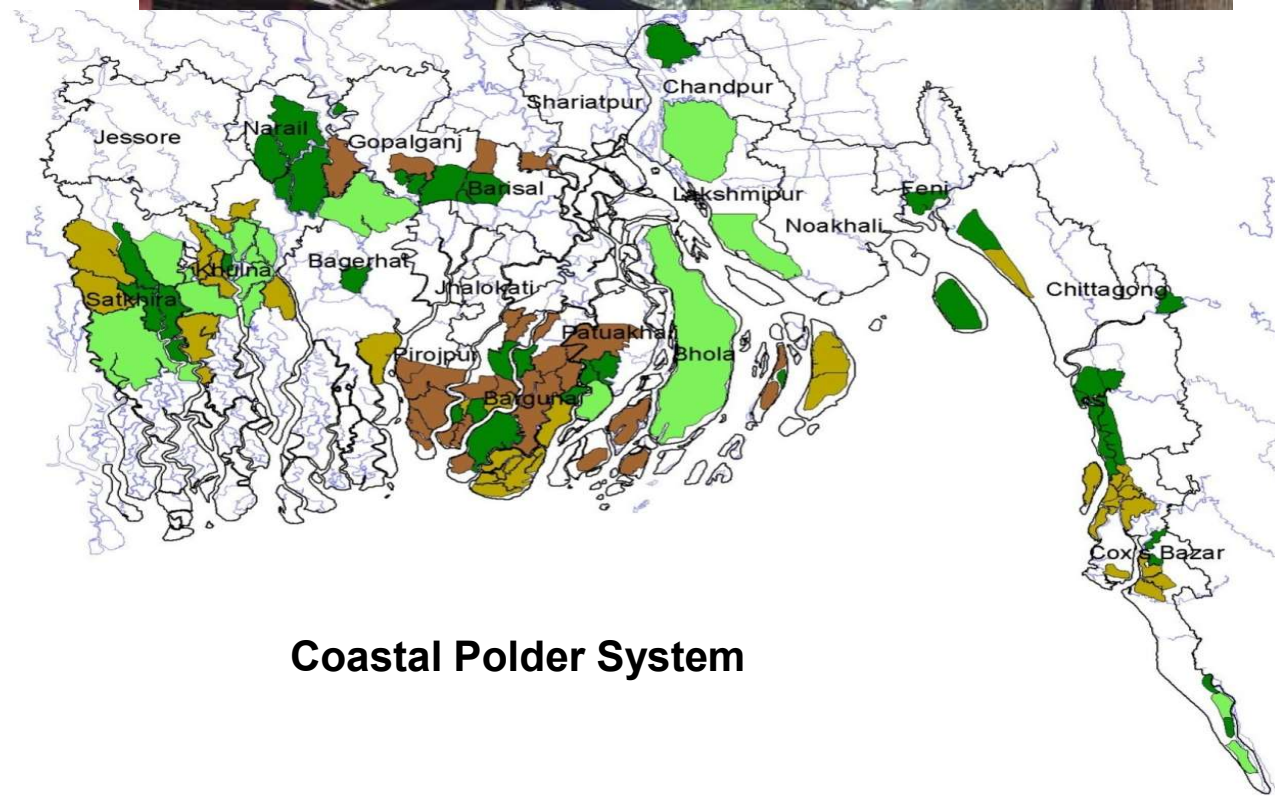 Chandpur
Shariatpur
Jessore
Narail
Gopalganj
Barisal
Lakshmipur
Feni
Noakhali
Bagerhat
Khulna
Satkhira
Jhalokati
Chittagong
Patuakhali
Pirojpur
Bhola
Barguna
Cox's Bazar
Coastal Polder System